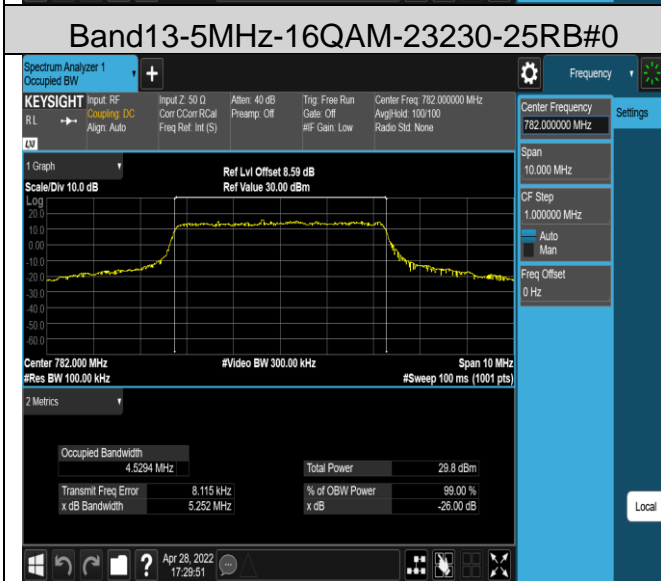 Band13-5MHz-16QAM-23230-25RB#0
Spectrum Analyzer 1
Occupied BW
+
Frequency
KEYSIGHT
Input: RF
Input Z: 50 Ω
Atten: 40 dB
Trig: Free Run
Center Freq: 782.000000 MHz
RL
Coupling: DC
Corr CCorr RCal
Preamp: Off
Gate: Off
Avg|Hold: 100/100
Align: Auto
Freq Ref: Int (S)
#IF Gain: Low
Radio Std: None
1 Graph
Ref Lvl Offset 8.59 dB
Scale/Div 10.0 dB
Ref Value 30.00 dBm
Log
20.0
10.0
0.00
-10.0
-20.0
-30.0
-40.0
-50.0
-60.0
Center 782.000 MHz
#Video BW 300.00 kHz
Span 10 MHz
#Res BW 100.00 kHz
#Sweep 100 ms (1001 pts)
2 Metrics
Occupied Bandwidth
4.5294 MHz
Total Power
29.8 dBm
Transmit Freq Error
8.115 kHz
% of OBW Power
99.00 %
x dB Bandwidth
5.252 MHz
x dB
-26.00 dB
Center Frequency
782.000000 MHz
Settings
Span
10.000 MHz
CF Step
1.000000 MHz
Auto
Man
Freq Offset
0 Hz
Local
?
Apr 28, 2022
17:29:51